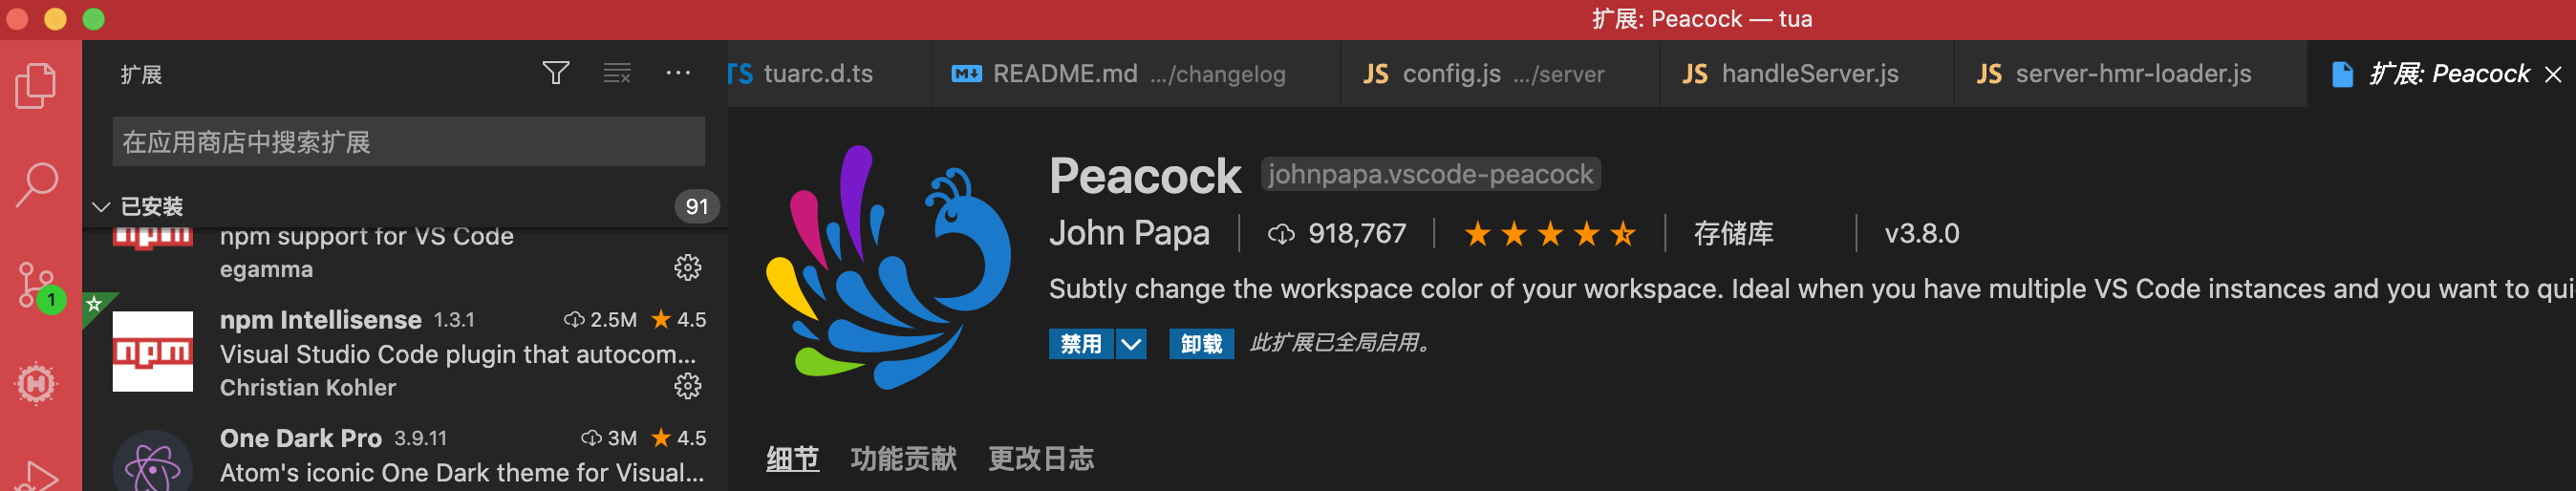 扩展: Peacock — tua
扩展
TS tuarc.d.ts
README.md .../changelog
JS config.js .../server
JS handleServer.js
JS server-hmr-loader.js
扩展: Peacock
在应用商店中搜索扩展
已安装 91
npm support for VS Code
egamma
1
npm
npm Intellisense 1.3.1 2.5M 4.5
Visual Studio Code plugin that autocom...
Christian Kohler
One Dark Pro 3.9.11 3M 4.5
Atom's iconic One Dark theme for Visual...
Peacock johnpapa.vscode-peacock
John Papa 918,767 存储库 v3.8.0
Subtly change the workspace color of your workspace. Ideal when you have multiple VS Code instances and you want to qui
禁用 卸载 此扩展已全局启用。
细节 功能贡献 更改日志